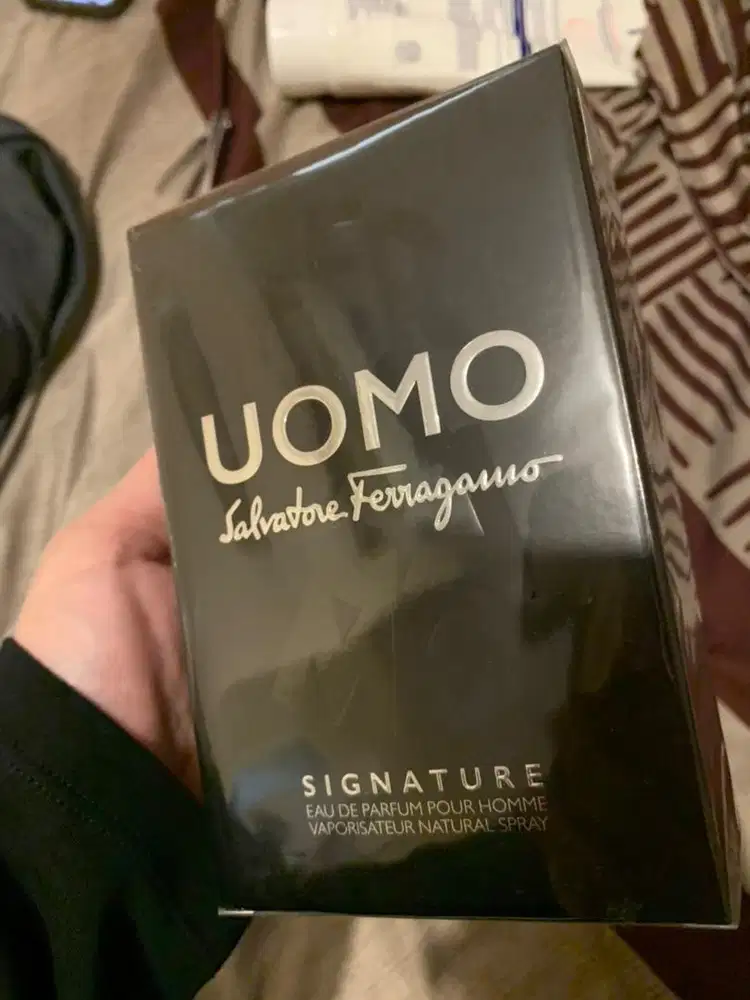 UOMO
Salvatore Ferragamo
SIGNATURE
EAU DE PARFUM POUR HOMME
VAPORISATEUR NATURAL SPRAY